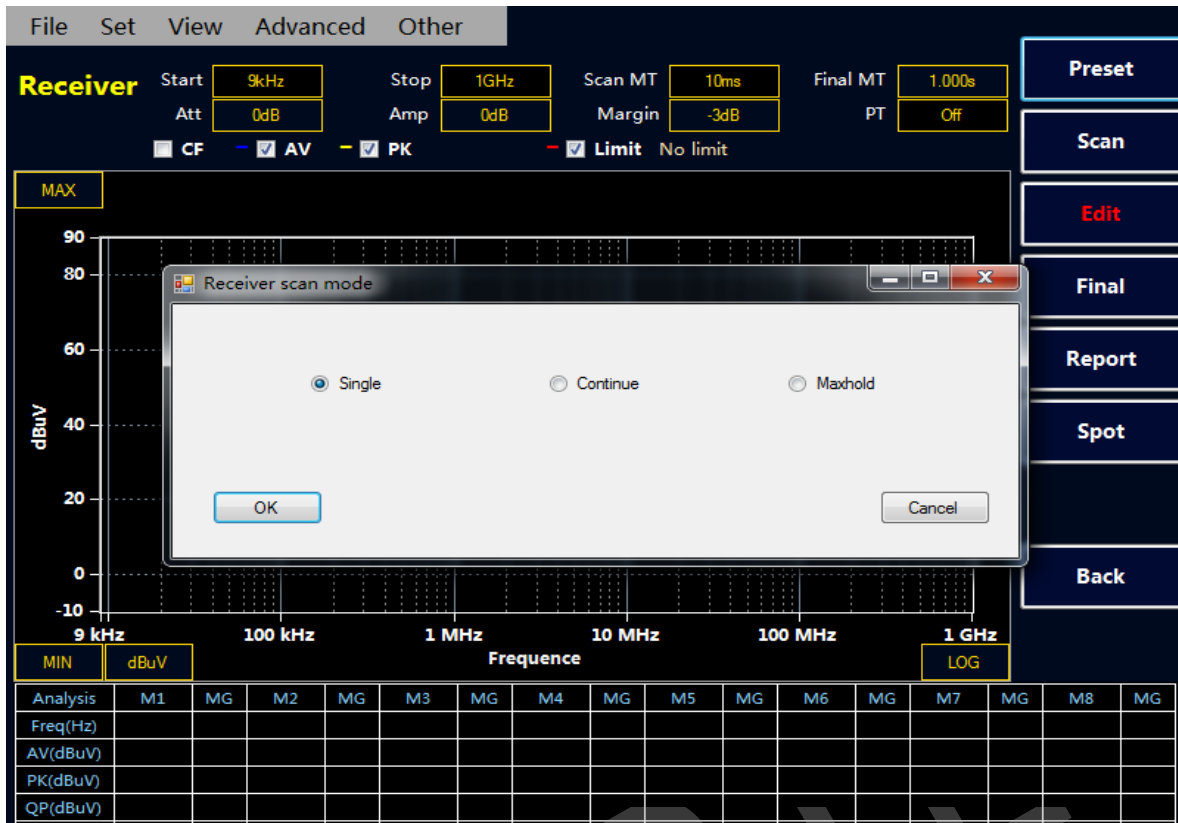 File Set View Advanced Other
Receiver Start 9kHz Stop 1GHz Scan MT 10ms Final MT 1.000s
Att 0dB Amp 0dB Margin -3dB PT Off
CF AV PK Limit No limit
Preset
Scan
Edit
Final
Report
Spot
Back
MAX
90
80
60
40
20
0
-10
dBuV
Receiver scan mode
Single Continue Maxhold
OK Cancel
9 kHz 100 kHz 1 MHz 10 MHz 100 MHz 1 GHz
MIN dBuV Frequence LOG
Analysis M1 MG M2 MG M3 MG M4 MG M5 MG M6 MG M7 MG M8 MG
Freq(Hz)
AV(dBuV)
PK(dBuV)
QP(dBuV)